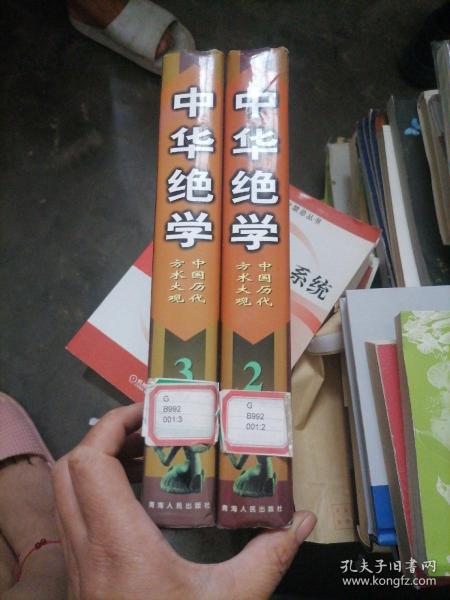 中华绝学
中国历代
方术大观
3
G
B992
001:3
青海人民出版社
中华绝学
中国历代
方术大观
2
G
B992
001:2
青海人民出版社
系统
孔夫子旧书网
www.kongfz.com